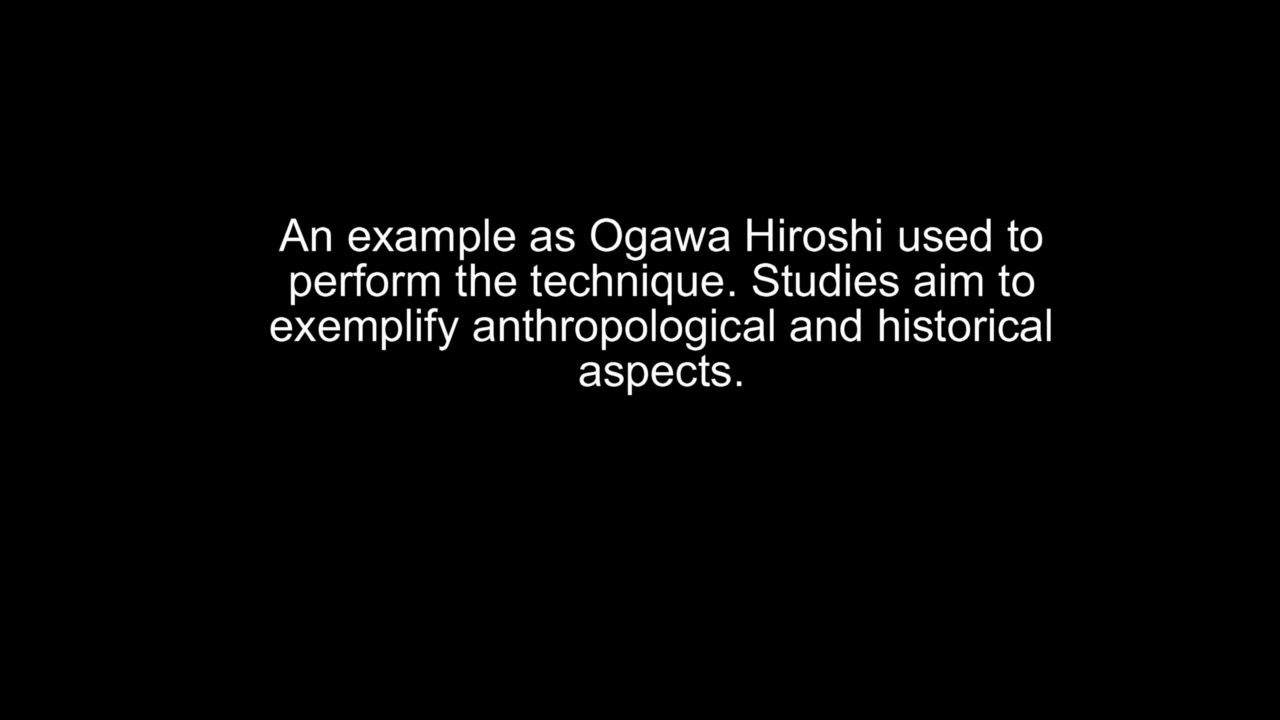 An example as Ogawa Hiroshi used to
perform the technique. Studies aim to
exemplify anthropological and historical
aspects.